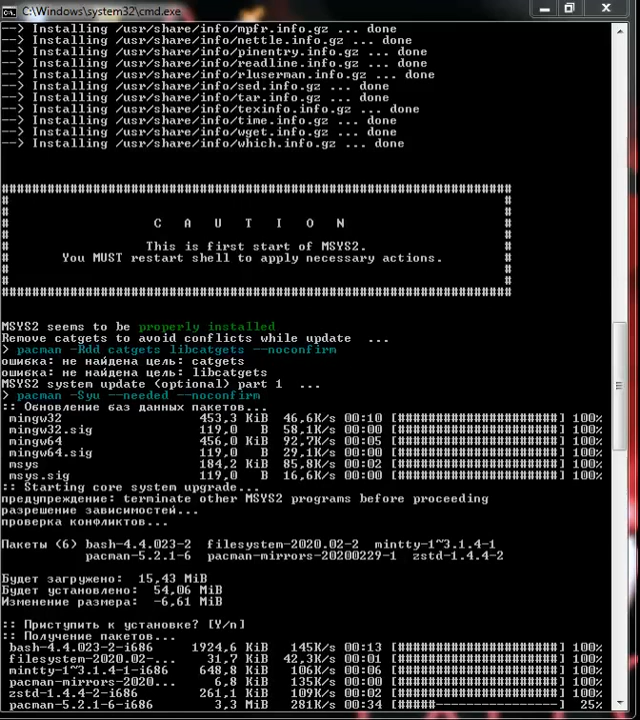 C:\Windows\system32\cmd.exe
--> Installing /usr/share/info/mpfr.info.gz ... done
--> Installing /usr/share/info/nettle.info.gz ... done
--> Installing /usr/share/info/pinentry.info.gz ... done
--> Installing /usr/share/info/readline.info.gz ... done
--> Installing /usr/share/info/rluserman.info.gz ... done
--> Installing /usr/share/info/sed.info.gz ... done
--> Installing /usr/share/info/tar.info.gz ... done
--> Installing /usr/share/info/texinfo.info.gz ... done
--> Installing /usr/share/info/time.info.gz ... done
--> Installing /usr/share/info/wget.info.gz ... done
--> Installing /usr/share/info/which.info.gz ... done
###################################################################
# #
# #
# C A U T I O N #
# #
# This is first start of MSYS2. #
# You MUST restart shell to apply necessary actions. #
# #
# #
###################################################################
MSYS2 seems to be properly installed
Remove catgets to avoid conflicts while update ...
> pacman -Rdd catgets libcatgets --noconfirm
ошибка: не найдена цель: catgets
ошибка: не найдена цель: libcatgets
MSYS2 system update (optional) part 1 ...
> pacman -Syu --needed --noconfirm
:: Обновление баз данных пакетов...
mingw32 453,3 KiB 46,6K/s 00:10 [#####################] 100%
mingw32.sig 119,0 B 58,1K/s 00:00 [#####################] 100%
mingw64 456,0 KiB 92,7K/s 00:05 [#####################] 100%
mingw64.sig 119,0 B 29,1K/s 00:00 [#####################] 100%
msys 184,2 KiB 85,8K/s 00:02 [#####################] 100%
msys.sig 119,0 B 16,6K/s 00:00 [#####################] 100%
:: Starting core system upgrade...
предупреждение: terminate other MSYS2 programs before proceeding
разрешение зависимостей...
проверка конфликтов...
Пакеты (6) bash-4.4.023-2 filesystem-2020.02-2 mintty-1~3.1.4-1
pacman-5.2.1-6 pacman-mirrors-20200229-1 zstd-1.4.4-2
Будет загружено: 15,43 MiB
Будет установлено: 54,06 MiB
Изменение размера: -6,61 MiB
:: Приступить к установке? [Y/n]
:: Получение пакетов...
bash-4.4.023-2-i686 1924,6 KiB 145K/s 00:13 [#####################] 100%
filesystem-2020.02-... 31,7 KiB 42,3K/s 00:01 [#####################] 100%
mintty-1~3.1.4-1-i686 648,8 KiB 106K/s 00:06 [#####################] 100%
pacman-mirrors-2020... 6,8 KiB 135K/s 00:00 [#####################] 100%
zstd-1.4.4-2-i686 261,1 KiB 109K/s 00:02 [#####################] 100%
pacman-5.2.1-6-i686 3,3 MiB 281K/s 00:34 [#####----------------] 25%